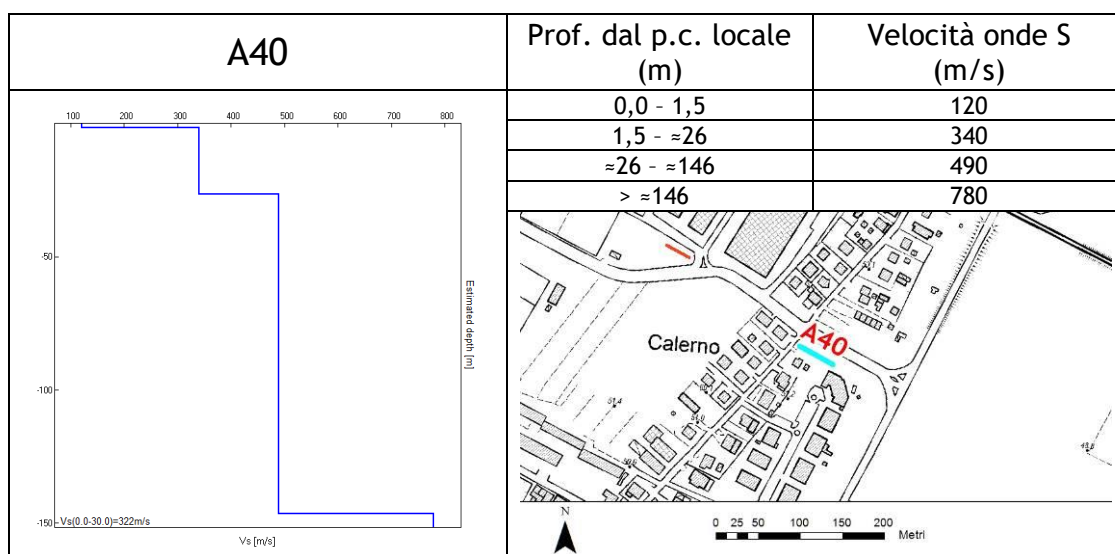 A40
Prof. dal p.c. locale
(m)
Velocità onde S
(m/s)
0,0 – 1,5 120
1,5 – ≈26 340
≈26 – ≈146 490
> ≈146 780
100 200 300 400 500 600 700 800
-50
-100
-150
Estimated depth [m]
Vs(0.0-30.0)=322m/s
Vs [m/s]
Calerno
A40
51.4
N
0 25 50 100 150 200
Metri